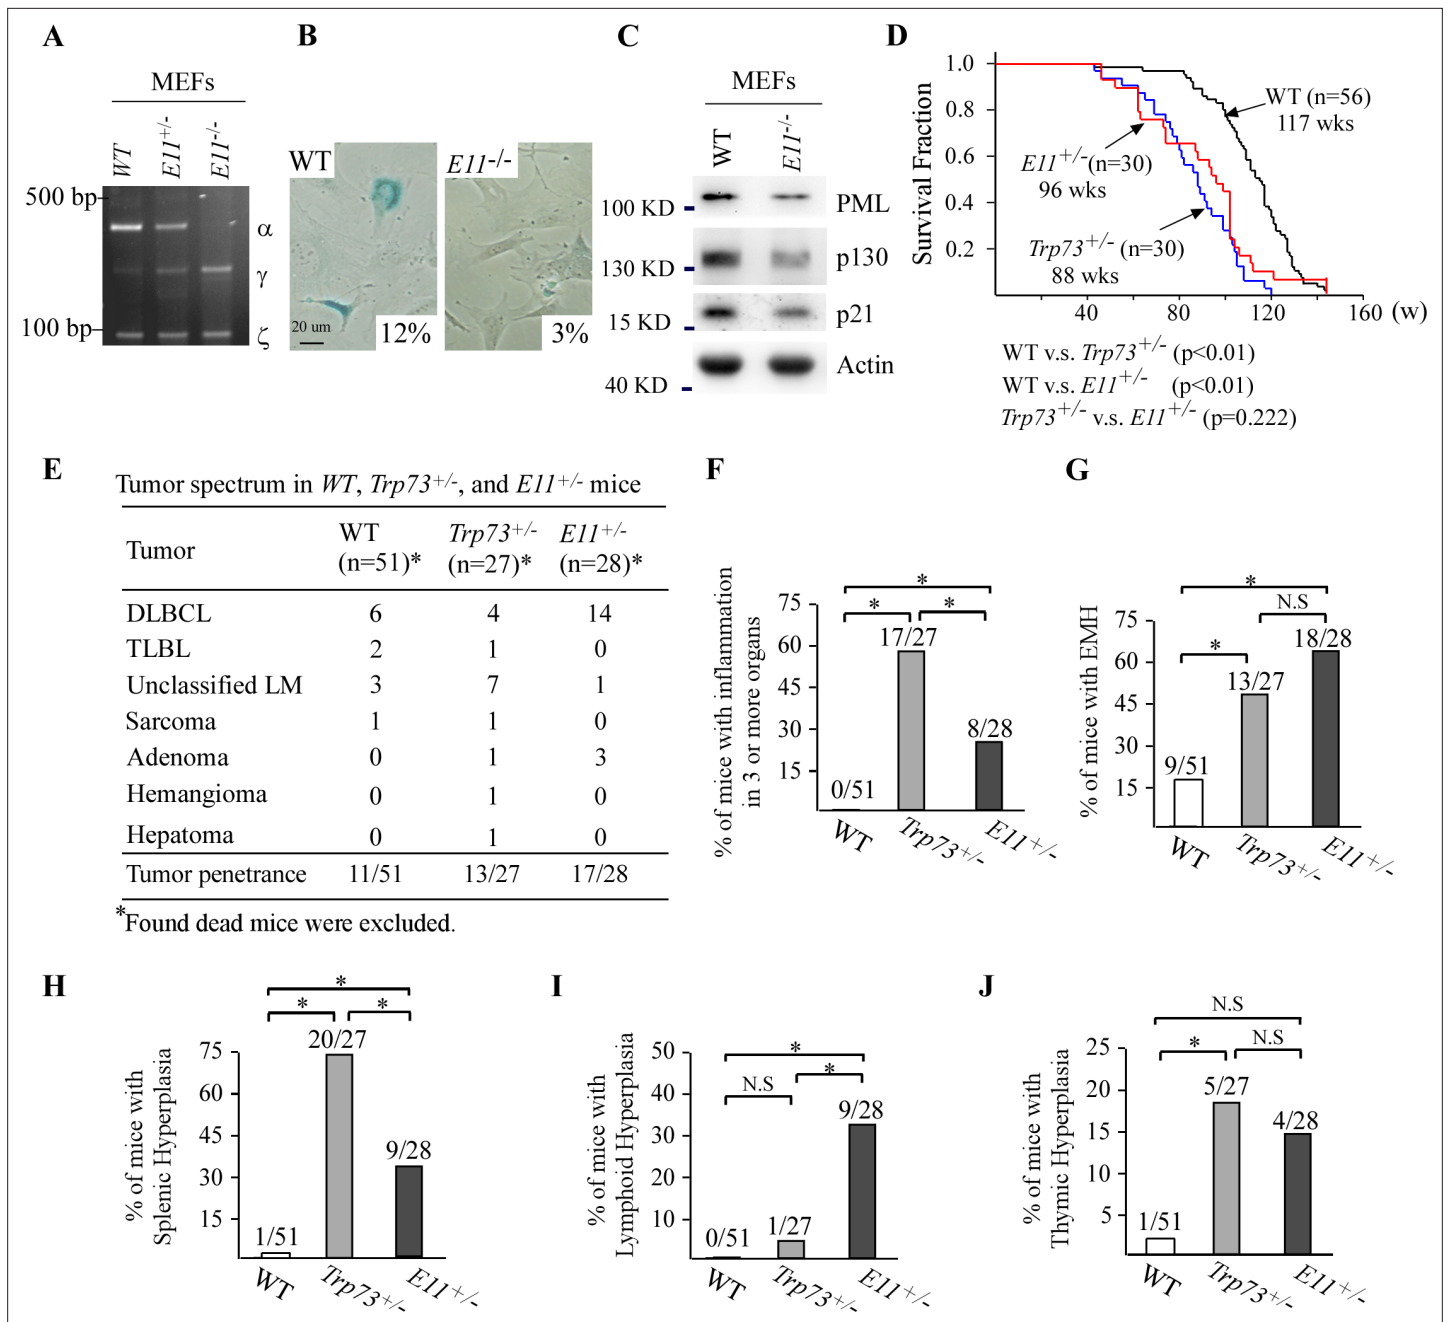 A
MEFs
WT
E11+/-
E11-/-
500 bp
100 bp
α
γ
ζ
B
WT
E11-/-
20 um
12%
3%
C
MEFs
WT
E11-/-
100 KD
PML
130 KD
p130
15 KD
p21
Actin
40 KD
D
Survival Fraction
1.0
0.8
0.6
0.4
0.2
WT (n=56)
117 wks
E11+/-(n=30)
96 wks
Trp73+/- (n=30)
88 wks
40 80 120 160 (w)
WT v.s. Trp73+/- (p<0.01)
WT v.s. E11+/- (p<0.01)
Trp73+/- v.s. E11+/- (p=0.222)
E
Tumor spectrum in WT, Trp73+/-, and E11+/- mice
Tumor WT (n=51)* Trp73+/- (n=27)* E11+/- (n=28)*
DLBCL 6 4 14
TLBL 2 1 0
Unclassified LM 3 7 1
Sarcoma 1 1 0
Adenoma 0 1 3
Hemangioma 0 1 0
Hepatoma 0 1 0
Tumor penetrance 11/51 13/27 17/28
*Found dead mice were excluded.
F
% of mice with inflammation
in 3 or more organs
75
60
45
30
15
*
* *
0/51
17/27
8/28
WT
Trp73+/-
E11+/-
G
% of mice with EMH
75
60
45
30
15
*
N.S
*
9/51
13/27
18/28
WT
Trp73+/-
E11+/-
H
% of mice with
Splenic Hyperplasia
75
60
45
30
15
*
* *
1/51
20/27
9/28
WT
Trp73+/-
E11+/-
I
% of mice with
Lymphoid Hyperplasia
50
40
30
20
10
*
*
N.S
0/51
1/27
9/28
WT
Trp73+/-
E11+/-
J
% of mice with
Thymic Hyperplasia
25
20
15
10
5
N.S
* N.S
1/51
5/27
4/28
WT
Trp73+/-
E11+/-